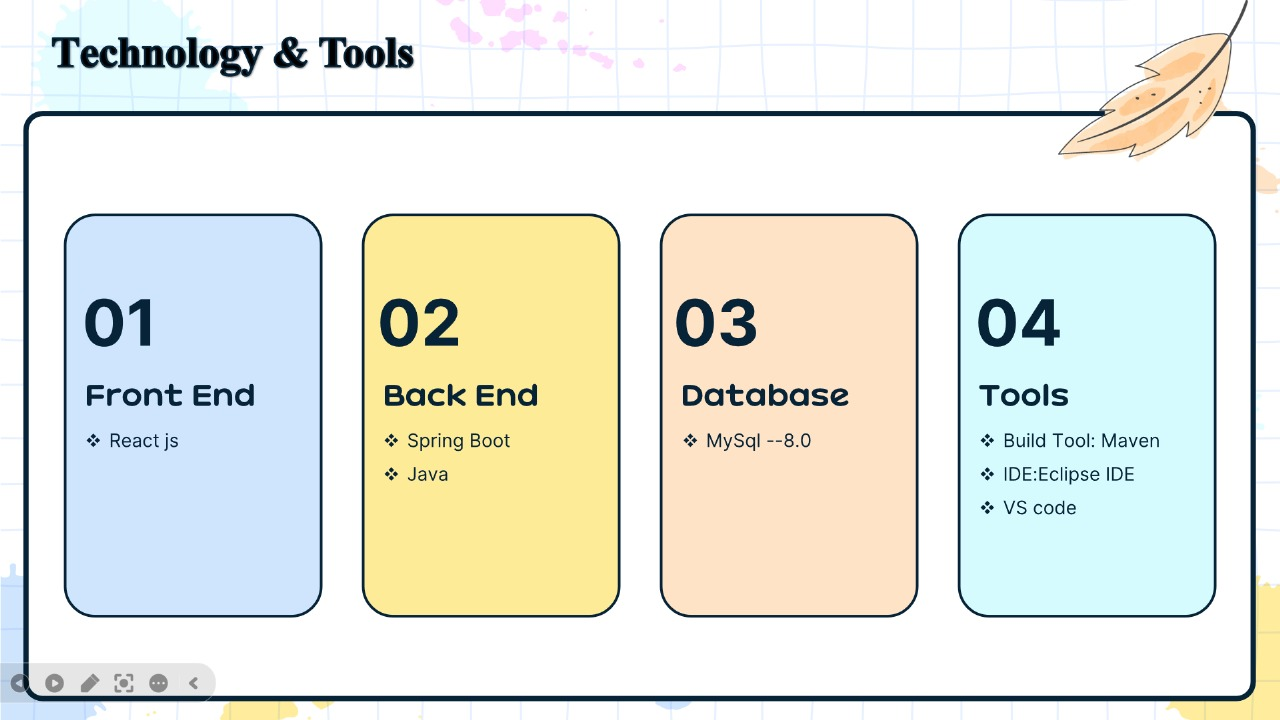 Technology & Tools
01
Front End
❖ React js
02
Back End
❖ Spring Boot
❖ Java
03
Database
❖ MySql --8.0
04
Tools
❖ Build Tool: Maven
❖ IDE:Eclipse IDE
❖ VS code